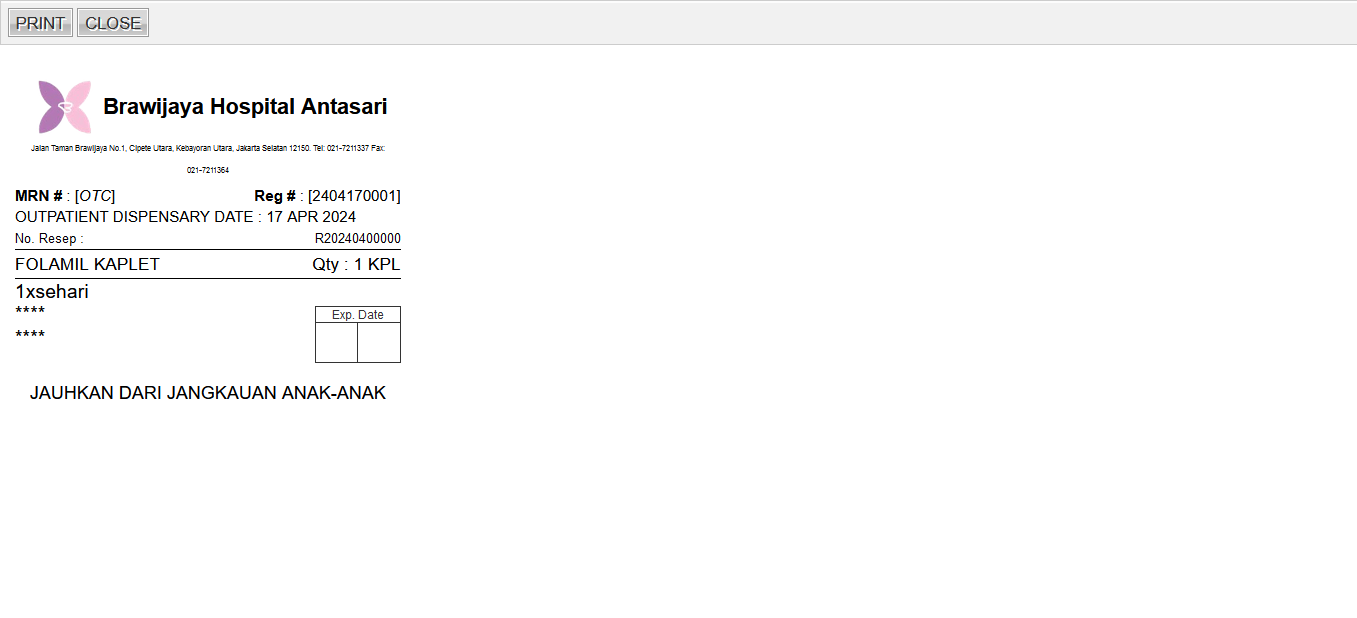 PRINT CLOSE
Brawijaya Hospital Antasari
Jalan Taman Brawijaya No.1, Cipete Utara, Kebayoran Utara, Jakarta Selatan 12150. Tel: 021-7211337 Fax:
021-7211364
MRN # : [OTC] Reg # : [2404170001]
OUTPATIENT DISPENSARY DATE : 17 APR 2024
No. Resep : R20240400000
FOLAMIL KAPLET Qty : 1 KPL
1xsehari
****
Exp. Date
****
JAUHKAN DARI JANGKAUAN ANAK-ANAK